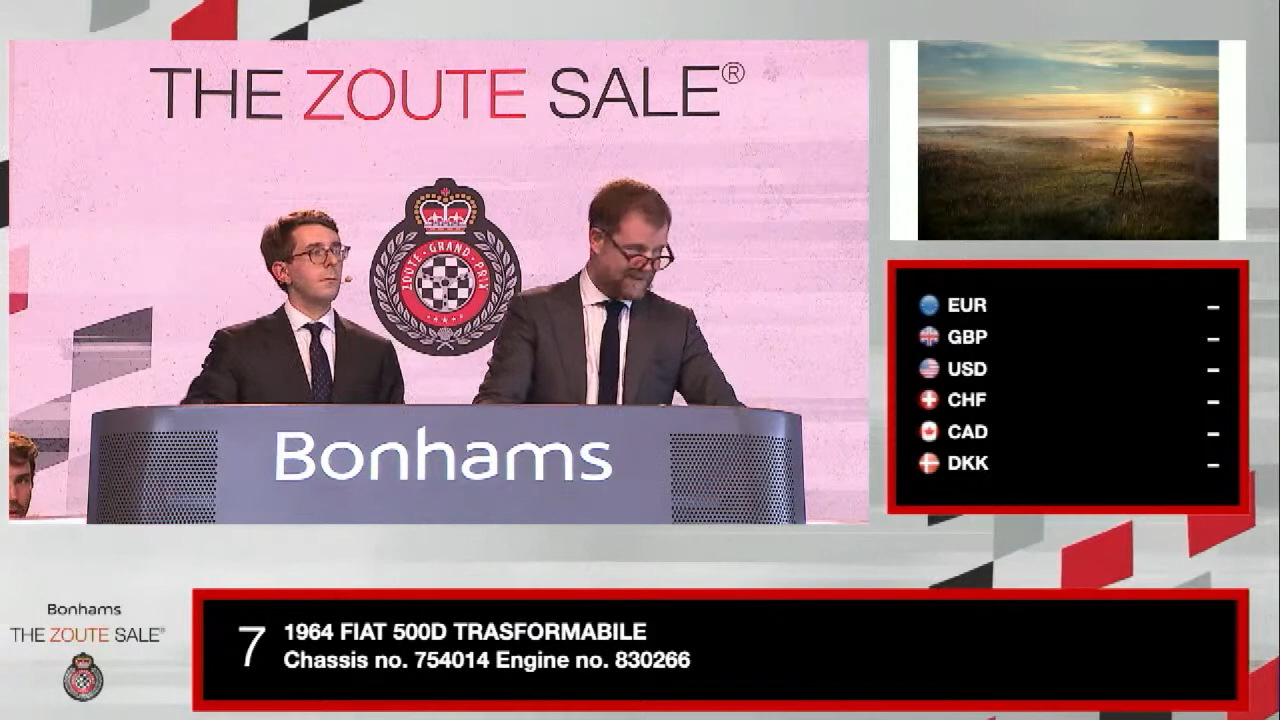 THE ZOUTE SALE®
ZOUTE·GRAND·PRIX
Bonhams
EUR –
GBP –
USD –
CHF –
CAD –
DKK –
Bonhams
THE ZOUTE SALE®
7
1964 FIAT 500D TRASFORMABILE
Chassis no. 754014 Engine no. 830266